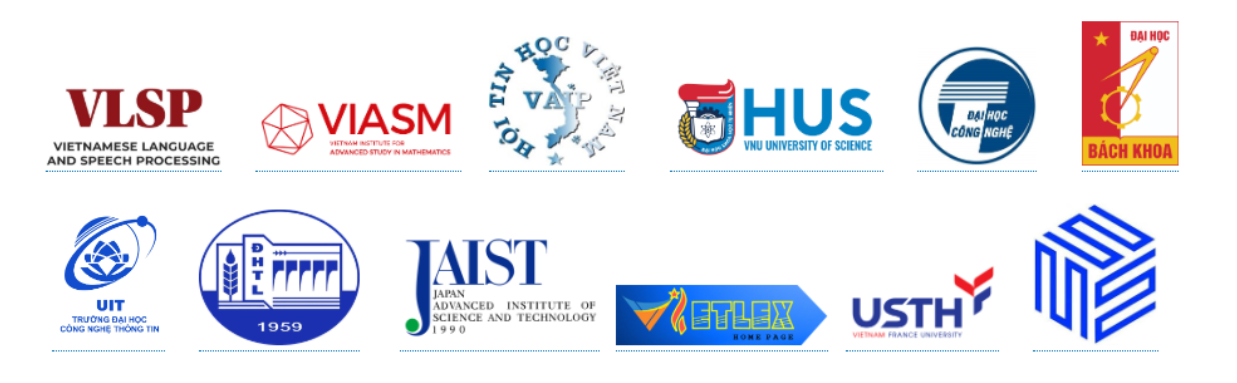 VLSP
VIETNAMESE LANGUAGE
AND SPEECH PROCESSING
VIASM
VIETNAM INSTITUTE FOR
ADVANCED STUDY IN MATHEMATICS
HỘI TIN HỌC VIỆT NAM
VAIP
HUS
VNU UNIVERSITY OF SCIENCE
ĐẠI HỌC
CÔNG NGHỆ
ĐẠI HỌC
BÁCH KHOA
UIT
TRƯỜNG ĐẠI HỌC
CÔNG NGHỆ THÔNG TIN
ĐHTL
1959
JAIST
JAPAN
ADVANCED INSTITUTE OF
SCIENCE AND TECHNOLOGY
1990
VIETLEX
HOME PAGE
USTH
VIETNAM FRANCE UNIVERSITY